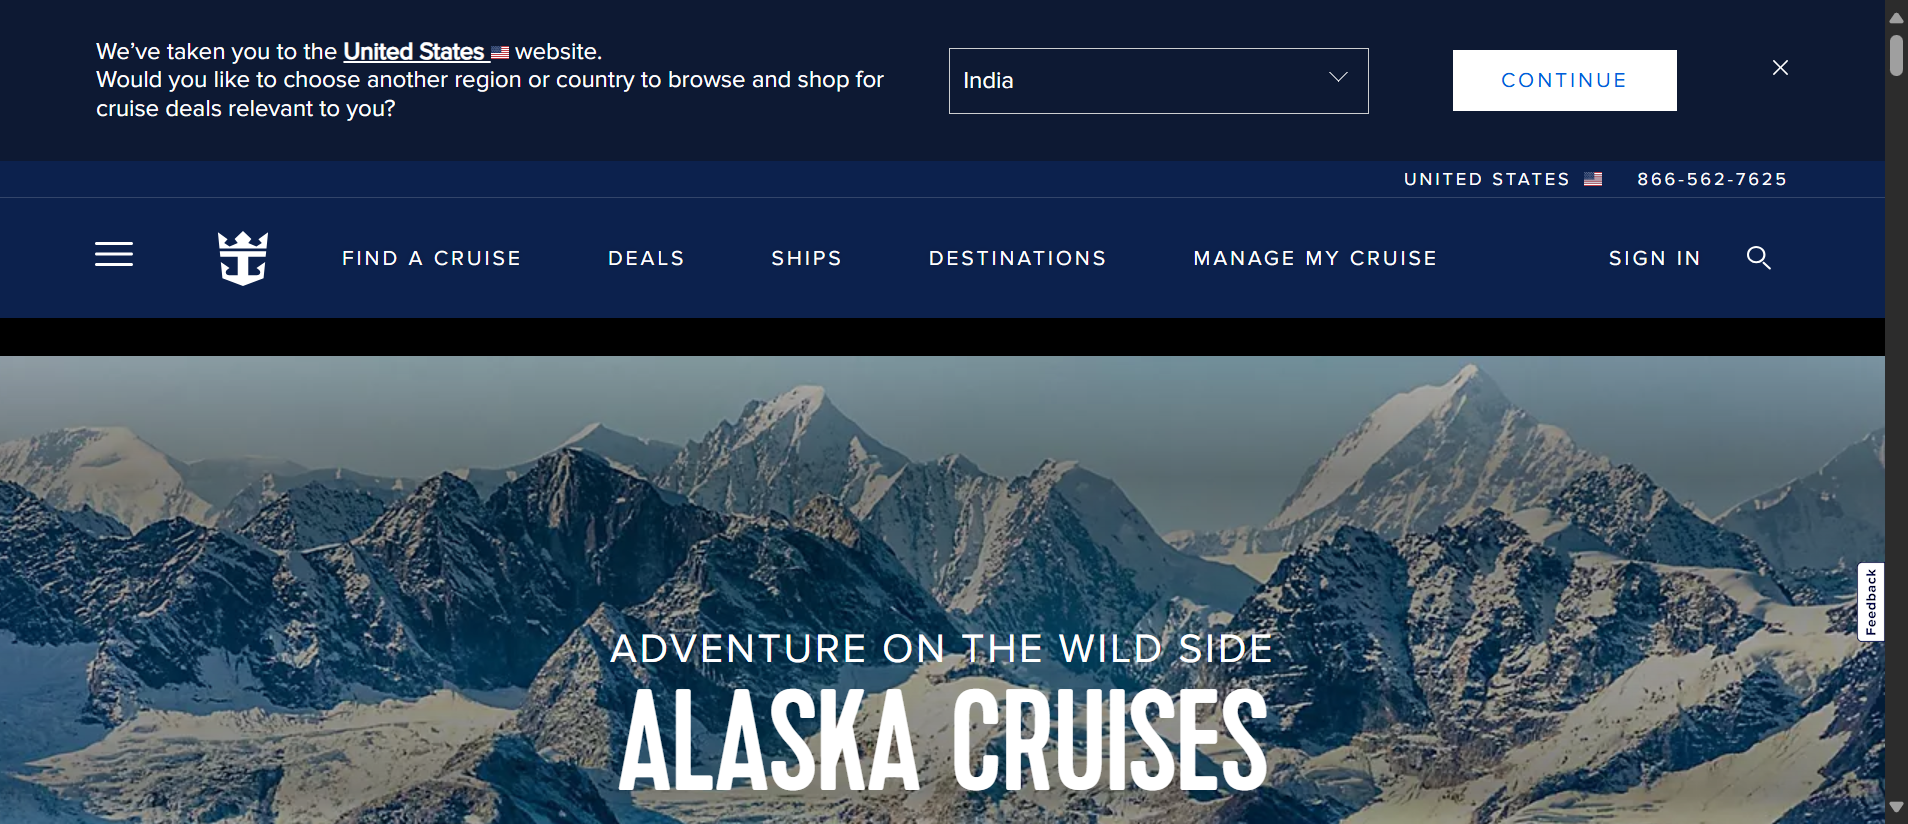 We’ve taken you to the United States website.
Would you like to choose another region or country to browse and shop for
cruise deals relevant to you?
India
CONTINUE
UNITED STATES
866-562-7625
FIND A CRUISE
DEALS
SHIPS
DESTINATIONS
MANAGE MY CRUISE
SIGN IN
Feedback
ADVENTURE ON THE WILD SIDE
ALASKA CRUISES